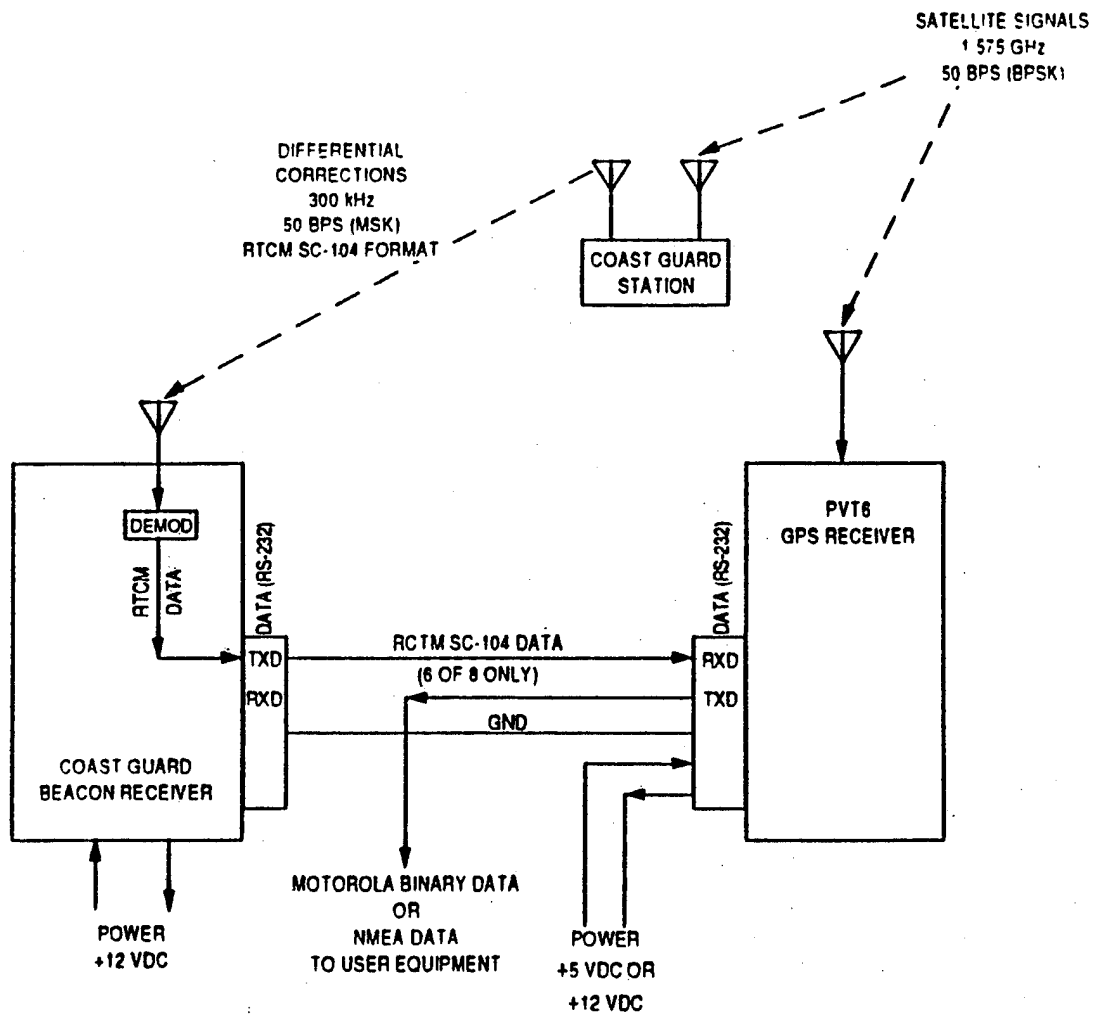 SATELLITE SIGNALS
1 575 GHz
50 BPS (BPSK)
DIFFERENTIAL
CORRECTIONS
300 kHz
50 BPS (MSK)
RTCM SC-104 FORMAT
COAST GUARD
STATION
DEMOD
RTCM
DATA
DATA (RS-232)
TXD
RXD
COAST GUARD
BEACON RECEIVER
RCTM SC-104 DATA
(6 OF 8 ONLY)
GND
DATA (RS-232)
RXD
TXD
PVT6
GPS RECEIVER
POWER
+12 VDC
MOTOROLA BINARY DATA
OR
NMEA DATA
TO USER EQUIPMENT
POWER
+5 VDC OR
+12 VDC